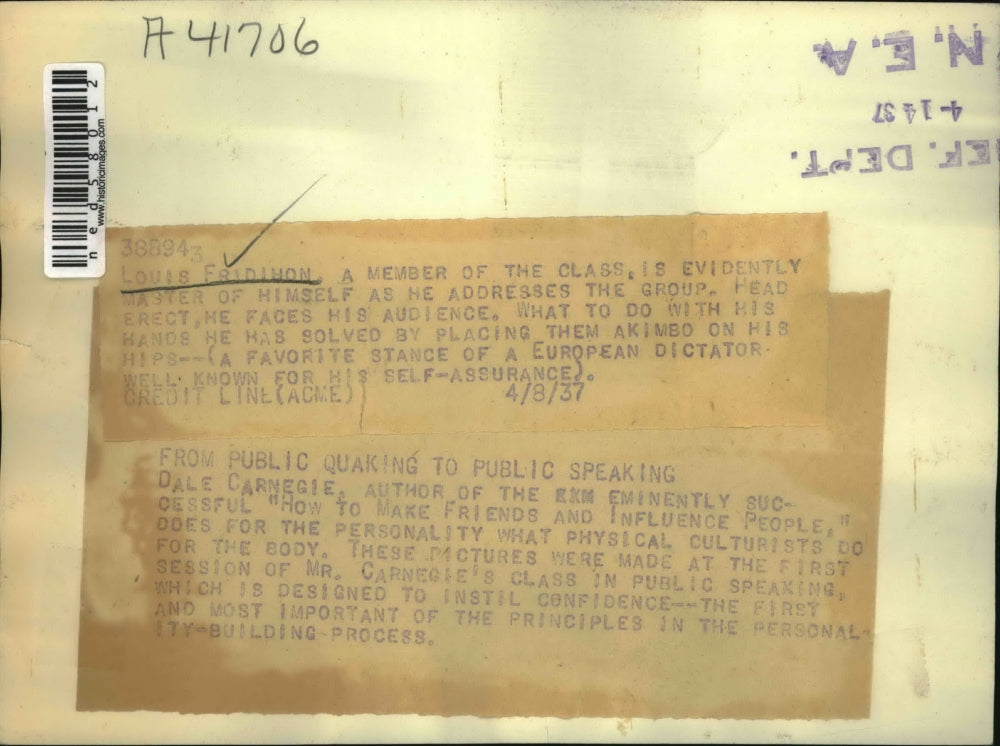 A 41706
N.E.A
4-14 37
REF. DEPT.
ned58012
www.historicimages.com
388943
LOUIS FRIDIHON, A MEMBER OF THE CLASS, IS EVIDENTLY
MASTER OF HIMSELF AS HE ADDRESSES THE GROUP. HEAD
ERECT, HE FACES HIS AUDIENCE. WHAT TO DO WITH HIS
HANDS HE HAS SOLVED BY PLACING THEM AKIMBO ON HIS
HIPS--(A FAVORITE STANCE OF A EUROPEAN DICTATOR
WELL KNOWN FOR HIS SELF-ASSURANCE).
CREDIT LINE (ACME) 4/8/37
FROM PUBLIC QUAKING TO PUBLIC SPEAKING
DALE CARNEGIE, AUTHOR OF THE EXM EMINENTLY SUC-
CESSFUL "HOW TO MAKE FRIENDS AND INFLUENCE PEOPLE,"
DOES FOR THE PERSONALITY WHAT PHYSICAL CULTURISTS DO
FOR THE BODY. THESE PICTURES WERE MADE AT THE FIRST
SESSION OF MR. CARNEGIE'S CLASS IN PUBLIC SPEAKING,
WHICH IS DESIGNED TO INSTIL CONFIDENCE--THE FIRST
AND MOST IMPORTANT OF THE PRINCIPLES IN THE PERSONAL-
ITY-BUILDING PROCESS.